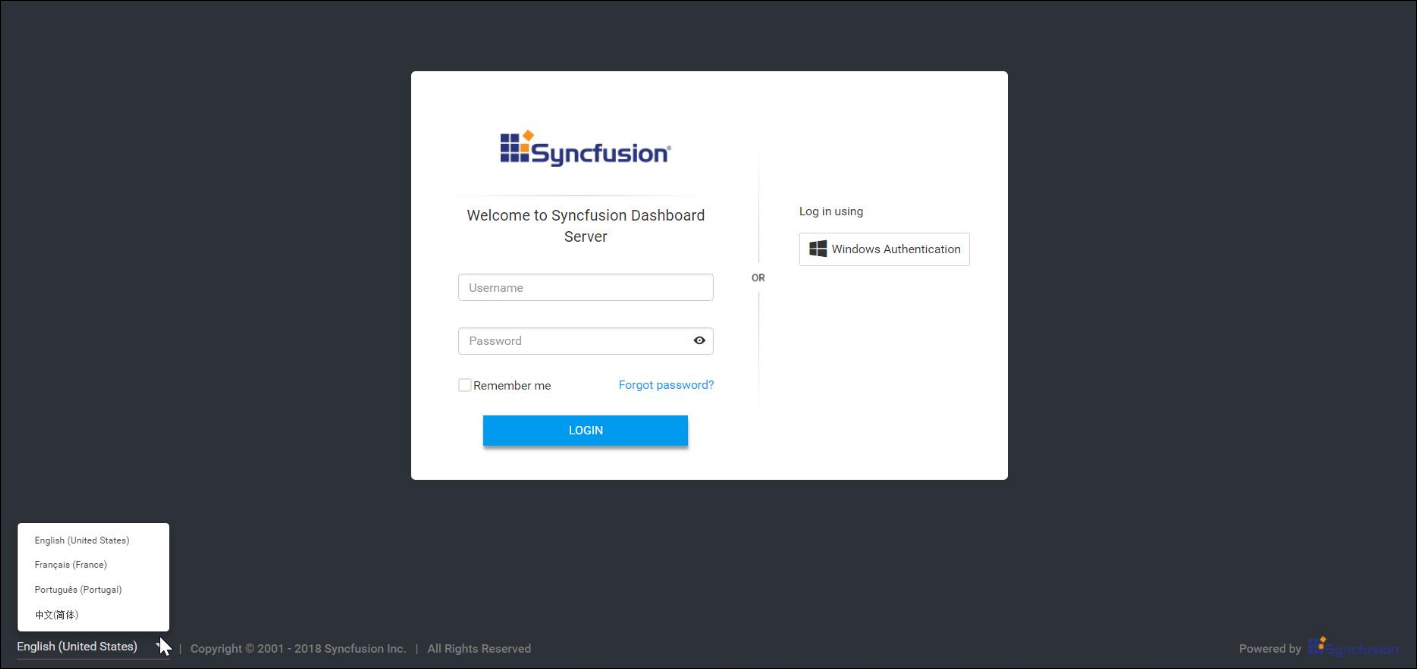 Syncfusion®
Welcome to Syncfusion Dashboard
Server
Username
Password
Remember me
Forgot password?
LOGIN
OR
Log in using
Windows Authentication
English (United States)
Français (France)
Português (Portugal)
中文(简体)
English (United States) | Copyright © 2001 - 2018 Syncfusion Inc. | All Rights Reserved
Powered by Syncfusion